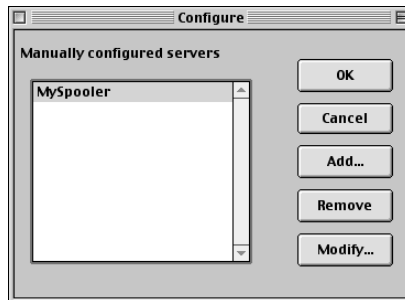 Configure
Manually configured servers
MySpooler
OK
Cancel
Add...
Remove
Modify...